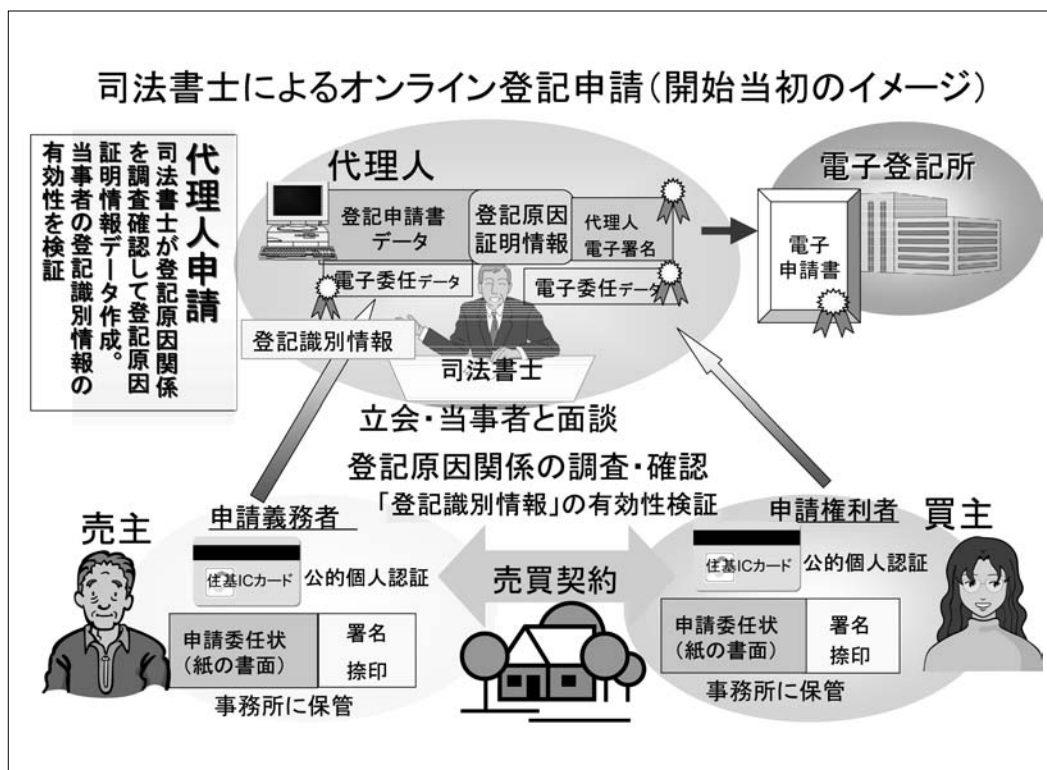 司法書士によるオンライン登記申請(開始当初のイメージ)
代理人申請
司法書士が登記原因関係
を調査確認して登記原因
証明情報データ作成。
当事者の登記識別情報の
有効性を検証
代理人
登記申請書
データ
登記原因
証明情報
代理人
電子署名
電子委任データ
電子委任データ
登記識別情報
司法書士
電子登記所
電子
申請書
立会・当事者と面談
登記原因関係の調査・確認
「登記識別情報」の有効性検証
売主
申請義務者
住基ICカード
公的個人認証
申請委任状
(紙の書面)
署名
捺印
事務所に保管
売買契約
申請権利者
買主
住基ICカード
公的個人認証
申請委任状
(紙の書面)
署名
捺印
事務所に保管